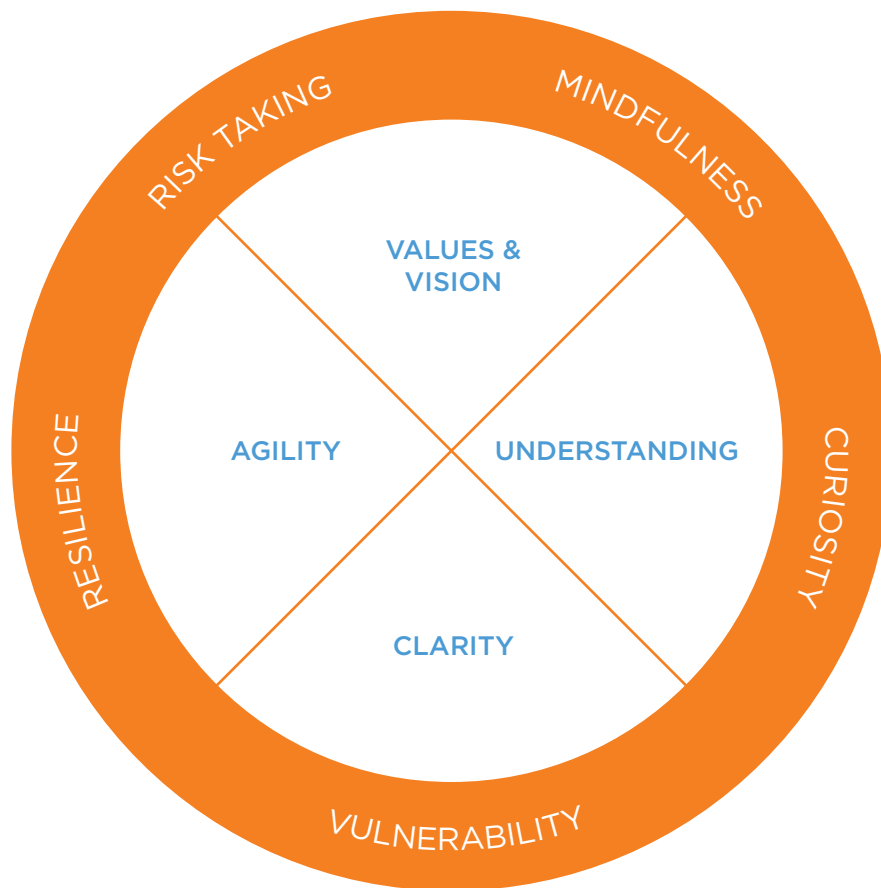 RISK TAKING
MINDFULNESS
VALUES &
VISION
AGILITY
UNDERSTANDING
RESILIENCE
CURIOSITY
CLARITY
VULNERABILITY